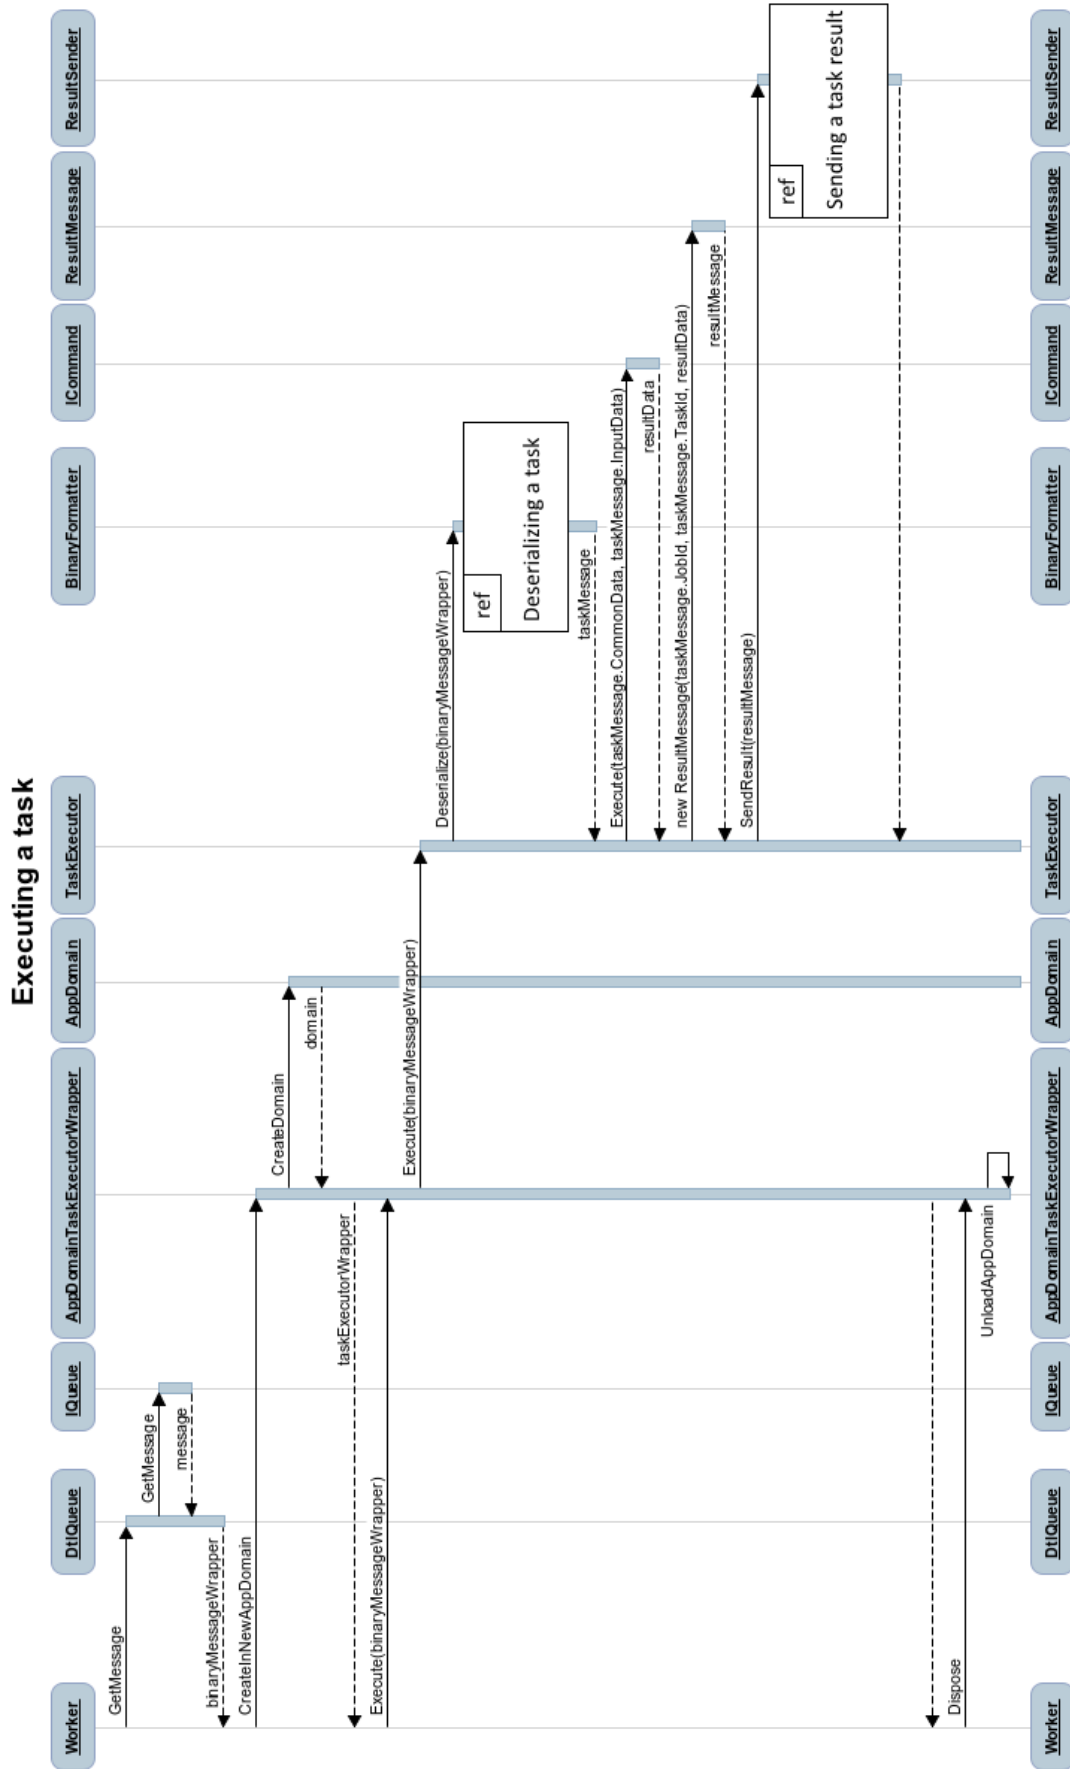 Executing a task
Worker
DtlQueue
IQueue
AppDomainTaskExecutorWrapper
AppDomain
TaskExecutor
BinaryFormatter
ICommand
ResultMessage
ResultSender
GetMessage
GetMessage
message
binaryMessageWrapper
CreateInNewAppDomain
CreateDomain
domain
taskExecutorWrapper
Execute(binaryMessageWrapper)
Execute(binaryMessageWrapper)
Deserialize(binaryMessageWrapper)
ref
Deserializing a task
taskMessage
Execute(taskMessage.CommonData, taskMessage.InputData)
resultData
new ResultMessage(taskMessage.JobId, taskMessage.TaskId, resultData)
resultMessage
SendResult(resultMessage)
ref
Sending a task result
Dispose
UnloadAppDomain
Worker
DtlQueue
IQueue
AppDomainTaskExecutorWrapper
AppDomain
TaskExecutor
BinaryFormatter
ICommand
ResultMessage
ResultSender